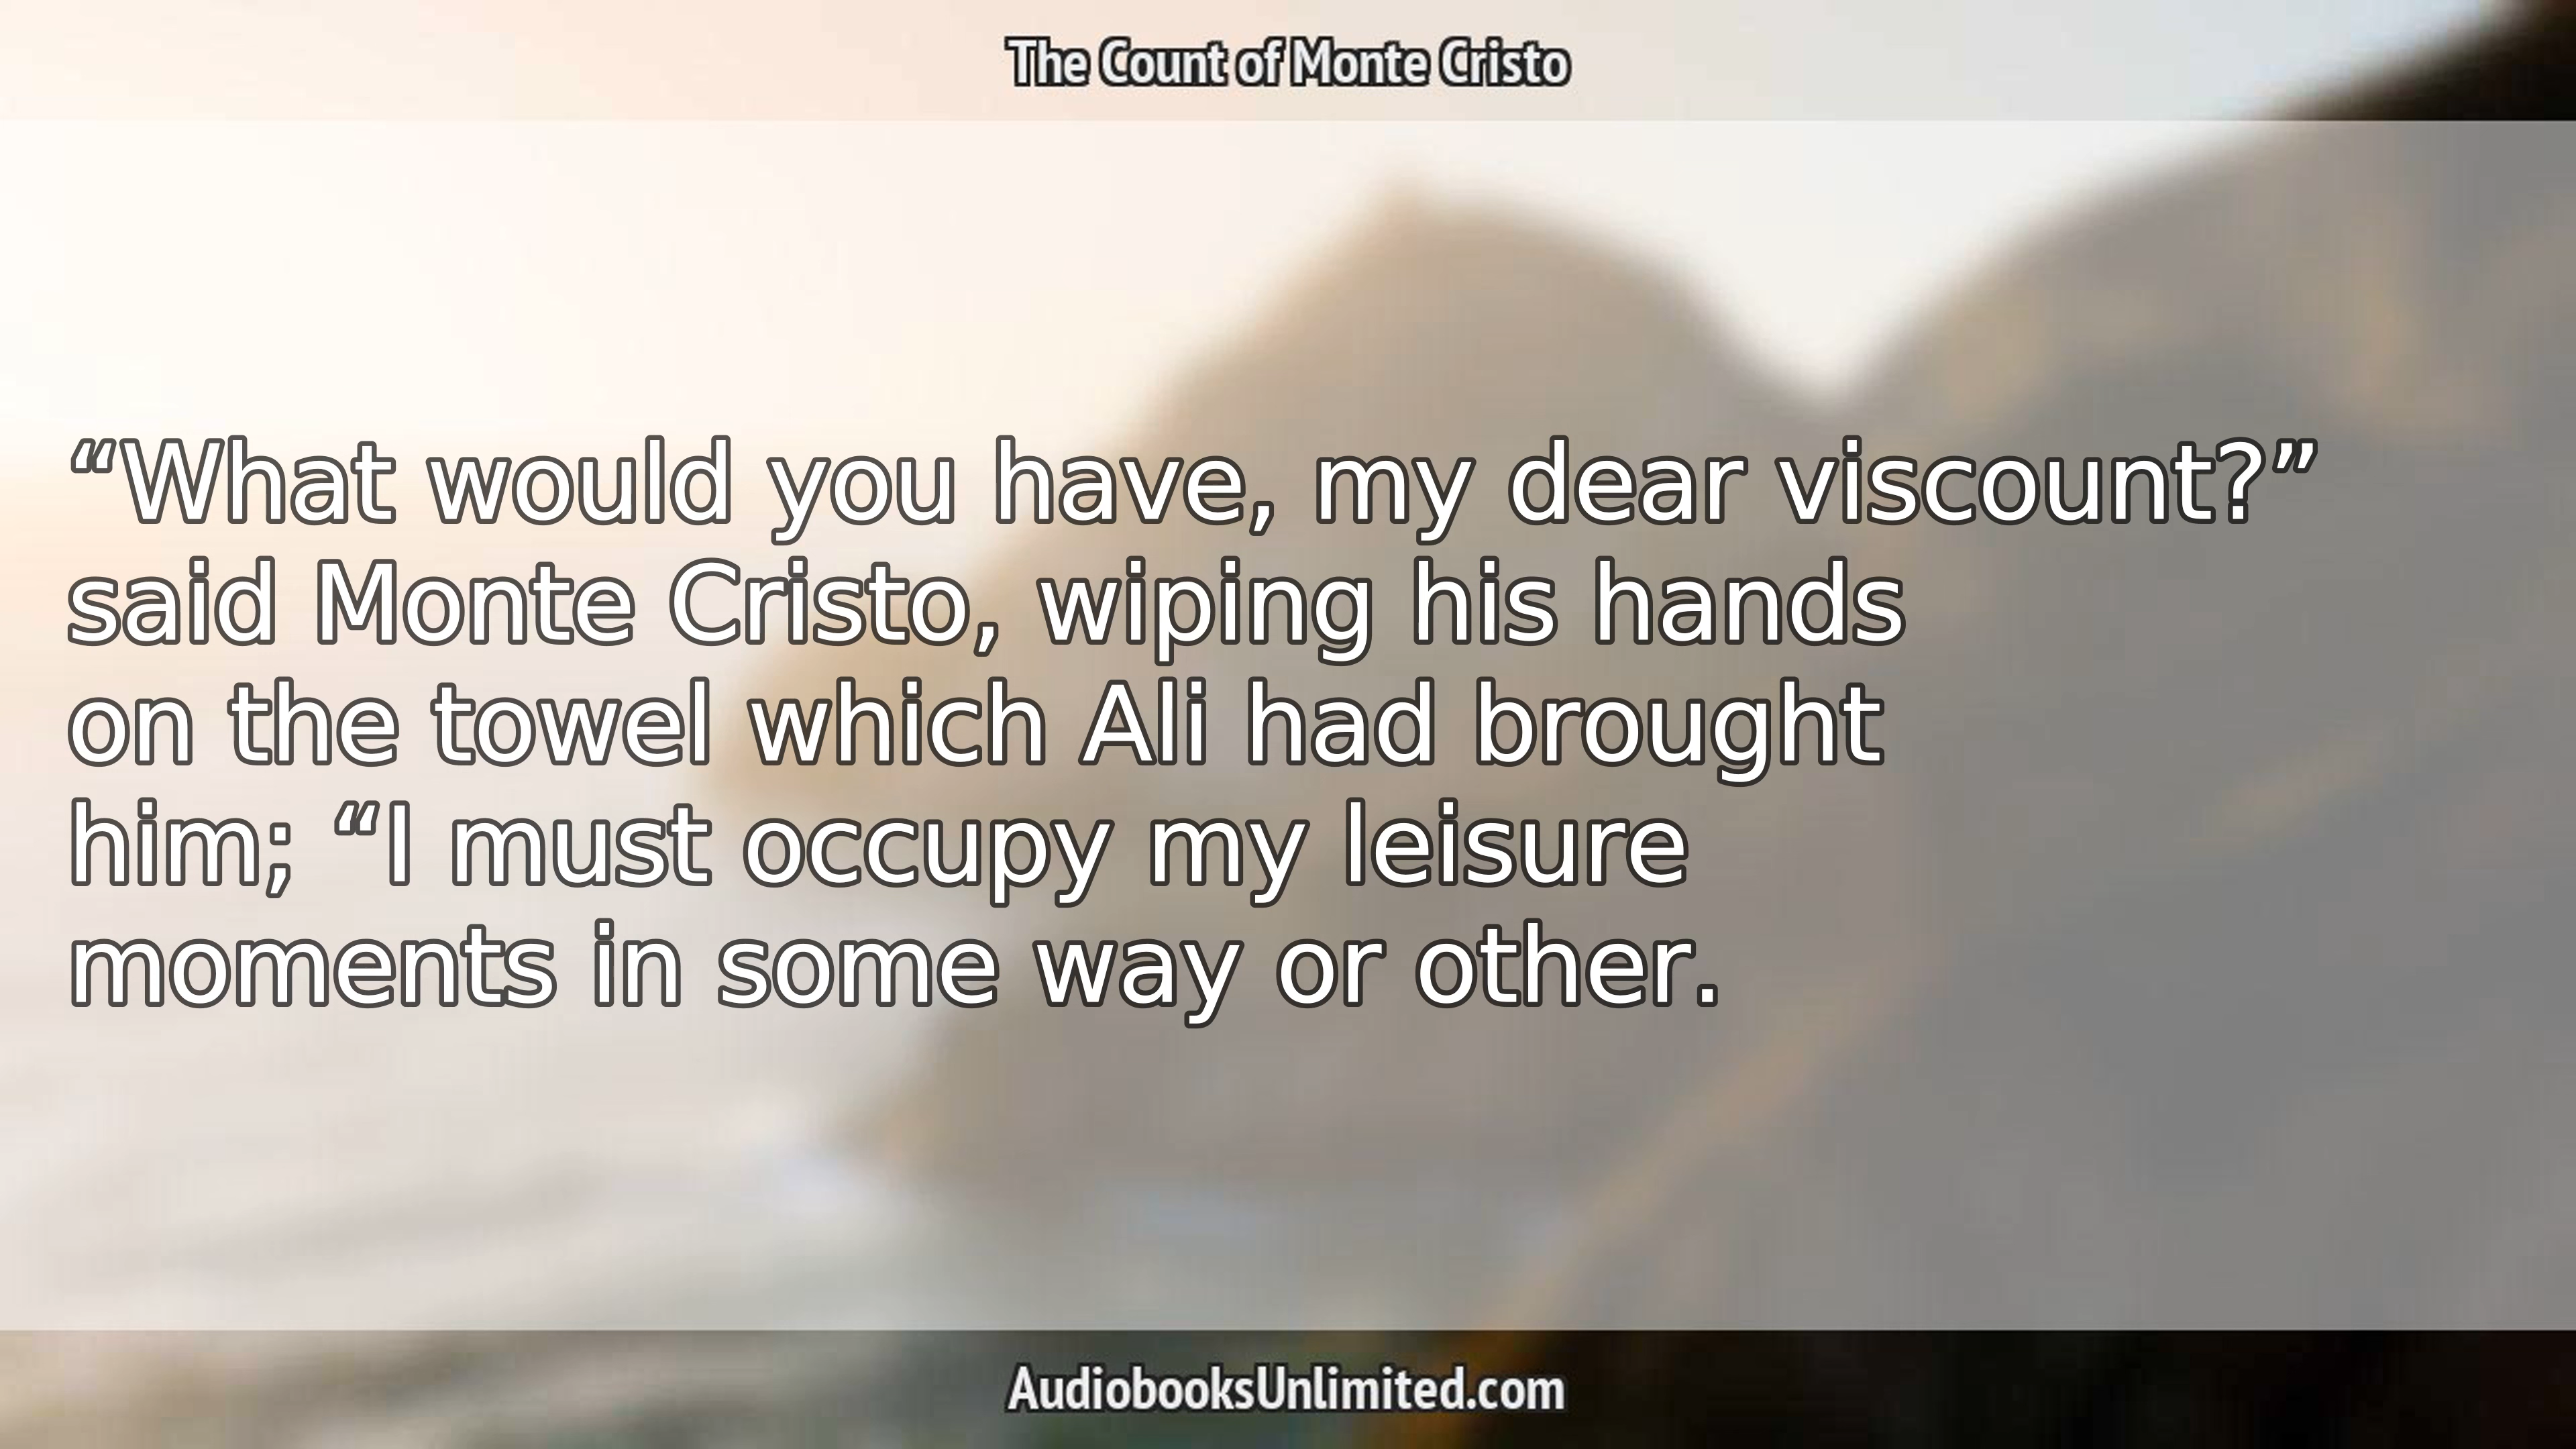 The Count of Monte Cristo
“What would you have, my dear viscount?”
said Monte Cristo, wiping his hands
on the towel which Ali had brought
him; “I must occupy my leisure
moments in some way or other.
AudiobooksUnlimited.com